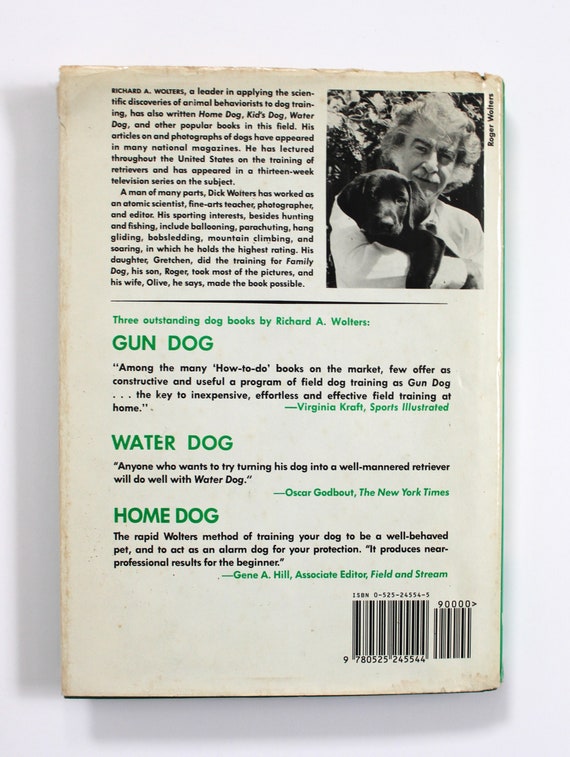 RICHARD A. WOLTERS, a leader in applying the scien-
tific discoveries of animal behaviorists to dog train-
ing, has also written Home Dog, Kid's Dog, Water
Dog, and other popular books in this field. His
articles on and photographs of dogs have appeared
in many national magazines. He has lectured
throughout the United States on the training of
retrievers and has appeared in a thirteen-week
television series on the subject.
A man of many parts, Dick Wolters has worked as
an atomic scientist, fine-arts teacher, photographer,
and editor. His sporting interests, besides hunting
and fishing, include ballooning, parachuting, hang
gliding, bobsledding, mountain climbing, and
soaring, in which he holds the highest rating. His
daughter, Gretchen, did the training for Family
Dog, his son, Roger, took most of the pictures, and
his wife, Olive, he says, made the book possible.
Roger Wolters
Three outstanding dog books by Richard A. Wolters:
GUN DOG
"Among the many 'How-to-do' books on the market, few offer as
constructive and useful a program of field dog training as Gun Dog
. . . the key to inexpensive, effortless and effective field training at
home."
—Virginia Kraft, Sports Illustrated
WATER DOG
"Anyone who wants to try turning his dog into a well-mannered retriever
will do well with Water Dog."
—Oscar Godbout, The New York Times
HOME DOG
The rapid Wolters method of training your dog to be a well-behaved
pet, and to act as an alarm dog for your protection. "It produces near-
professional results for the beginner."
—Gene A. Hill, Associate Editor, Field and Stream
ISBN 0-525-24554-5
90000>
9 780525 245544